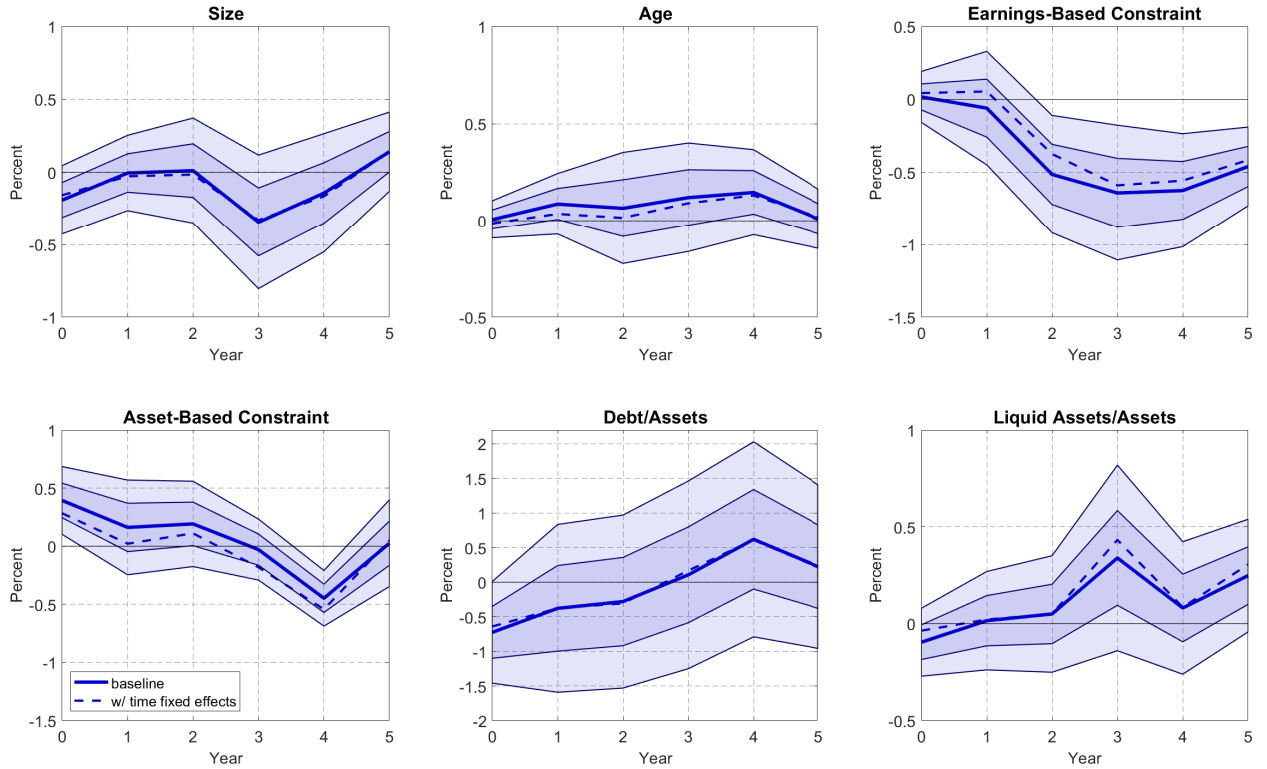 Size
1
0.5
0
-0.5
-1
Percent
0 1 2 3 4 5
Year
Age
1
0.5
0
-0.5
Percent
0 1 2 3 4 5
Year
Earnings-Based Constraint
0.5
0
-0.5
-1
-1.5
Percent
0 1 2 3 4 5
Year
Asset-Based Constraint
1
0.5
0
-0.5
-1
-1.5
Percent
baseline
w/ time fixed effects
0 1 2 3 4 5
Year
Debt/Assets
2
1.5
1
0.5
0
-0.5
-1
-1.5
-2
Percent
0 1 2 3 4 5
Year
Liquid Assets/Assets
1
0.5
0
-0.5
Percent
0 1 2 3 4 5
Year